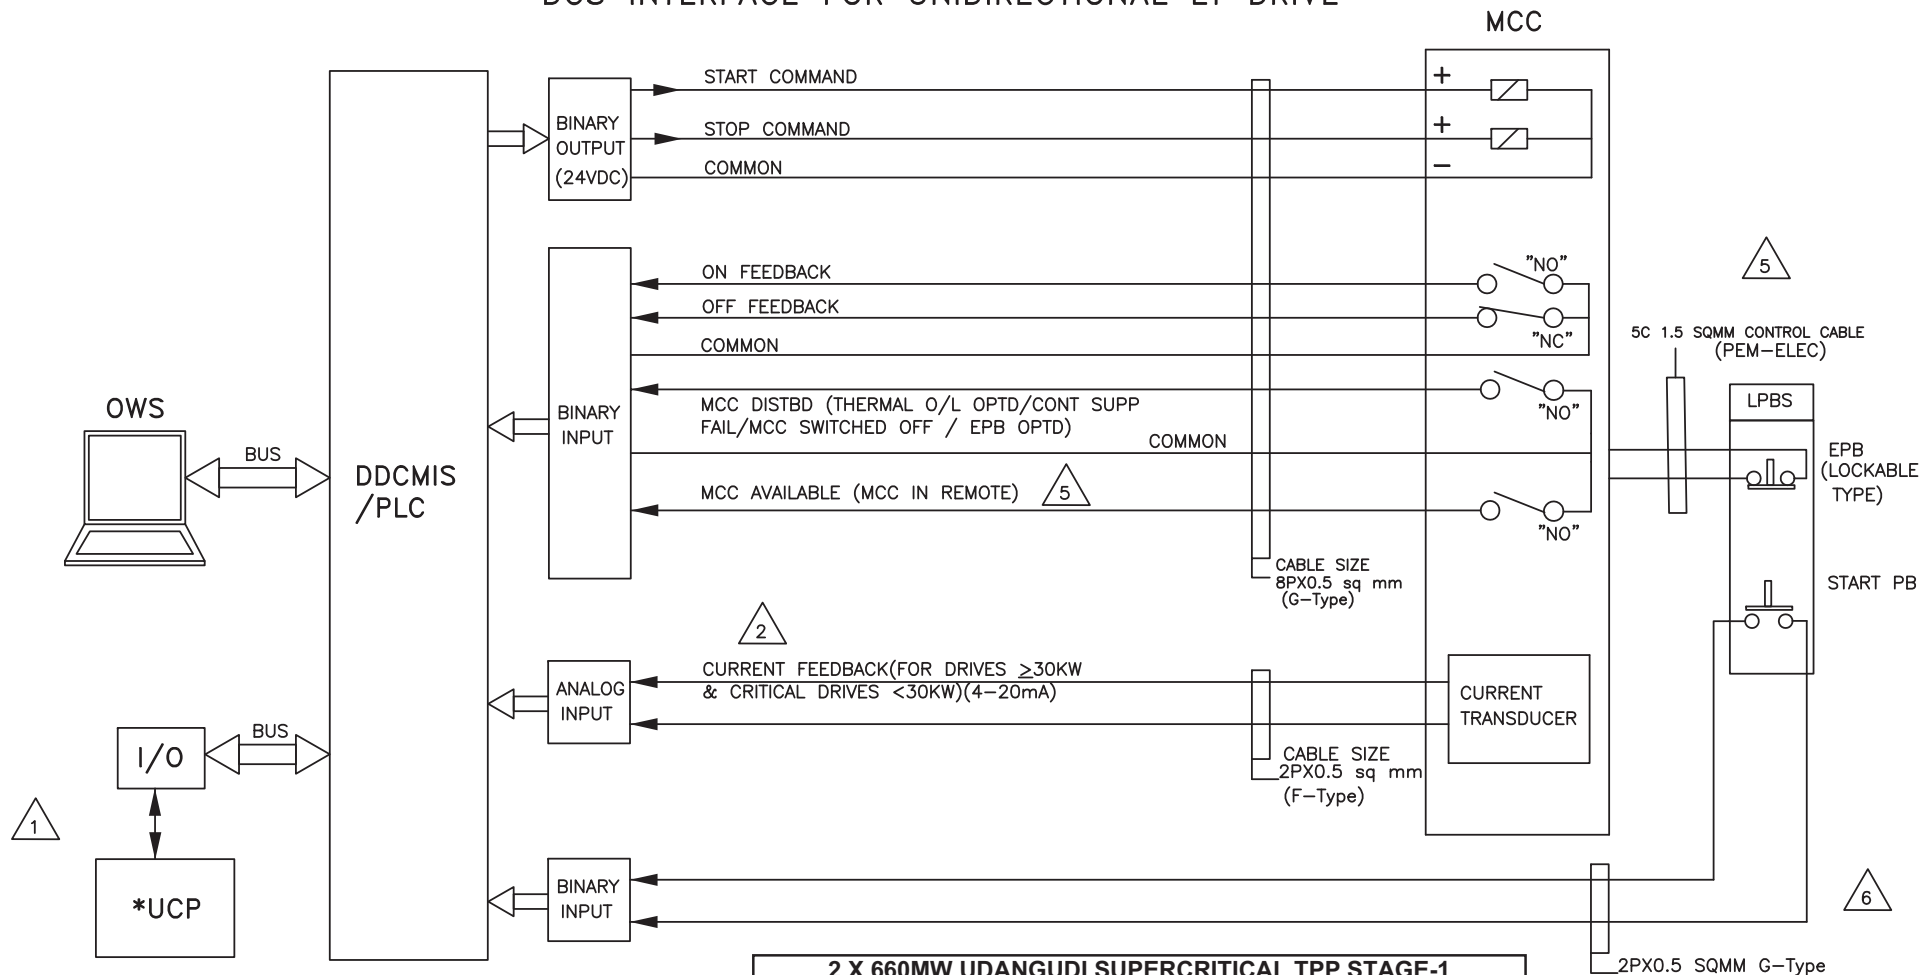 DCS INTERFACE FOR UNIDIRECTIONAL LT DRIVE
MCC
START COMMAND
STOP COMMAND
COMMON
BINARY
OUTPUT
(24VDC)
+
+
−
ON FEEDBACK
OFF FEEDBACK
COMMON
"NO"
"NC"
MCC DISTBD (THERMAL O/L OPTD/CONT SUPP
FAIL/MCC SWITCHED OFF / EPB OPTD)
COMMON
"NO"
MCC AVAILABLE (MCC IN REMOTE)
5
"NO"
BINARY
INPUT
5
5C 1.5 SQMM CONTROL CABLE
(PEM-ELEC)
LPBS
EPB
(LOCKABLE
TYPE)
START PB
OWS
BUS
DDCMIS
/PLC
CABLE SIZE
8PX0.5 sq mm
(G-Type)
2
CURRENT FEEDBACK(FOR DRIVES ≥30KW
& CRITICAL DRIVES <30KW)(4-20mA)
ANALOG
INPUT
CURRENT
TRANSDUCER
CABLE SIZE
2PX0.5 sq mm
(F-Type)
I/O
BUS
1
*UCP
BINARY
INPUT
6
2PX0.5 SQMM G-Type
2 X 660MW UDANGUDI SUPERCRITICAL TPP STAGE-1